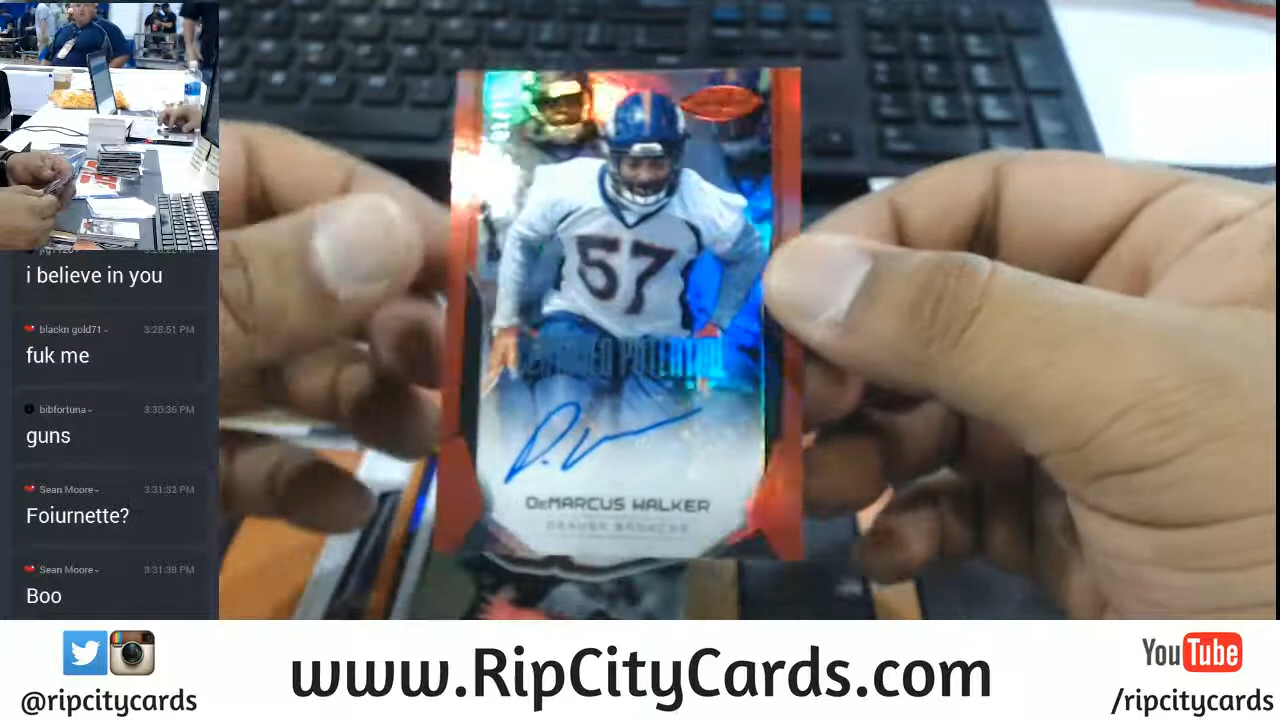 i believe in you
blackn gold71
3:28:51 PM
fuk me
bibfortuna
3:30:36 PM
guns
Sean Moore
3:31:32 PM
Foiurnette?
Sean Moore
3:31:38 PM
Boo
57
DeMARCUS WALKER
DENVER BRONCOS
@ripcitycards
www.RipCityCards.com
YouTube
/ripcitycards